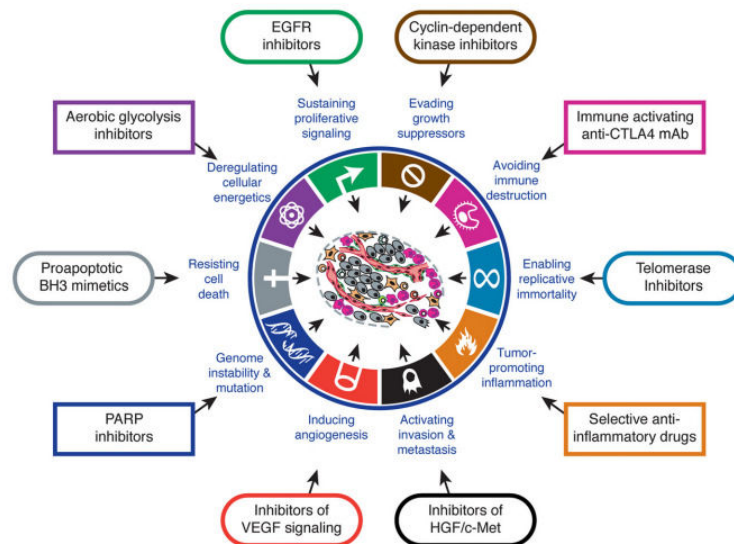 EGFR
inhibitors
Cyclin-dependent
kinase inhibitors
Sustaining
proliferative
signaling
Evading
growth
suppressors
Aerobic glycolysis
inhibitors
Immune activating
anti-CTLA4 mAb
Deregulating
cellular
energetics
Avoiding
immune
destruction
Proapoptotic
BH3 mimetics
Resisting
cell
death
Enabling
replicative
immortality
Telomerase
Inhibitors
Genome
instability &
mutation
Tumor-
promoting
inflammation
PARP
inhibitors
Inducing
angiogenesis
Activating
invasion &
metastasis
Selective anti-
inflammatory drugs
Inhibitors of
VEGF signaling
Inhibitors of
HGF/c-Met